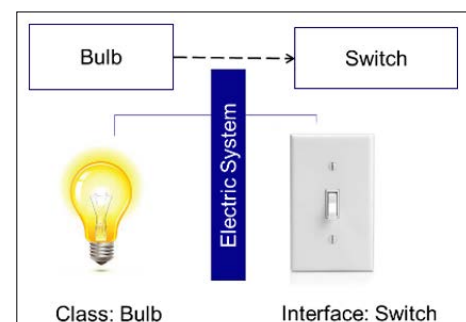 Bulb
Switch
Electric System
Class: Bulb
Interface: Switch